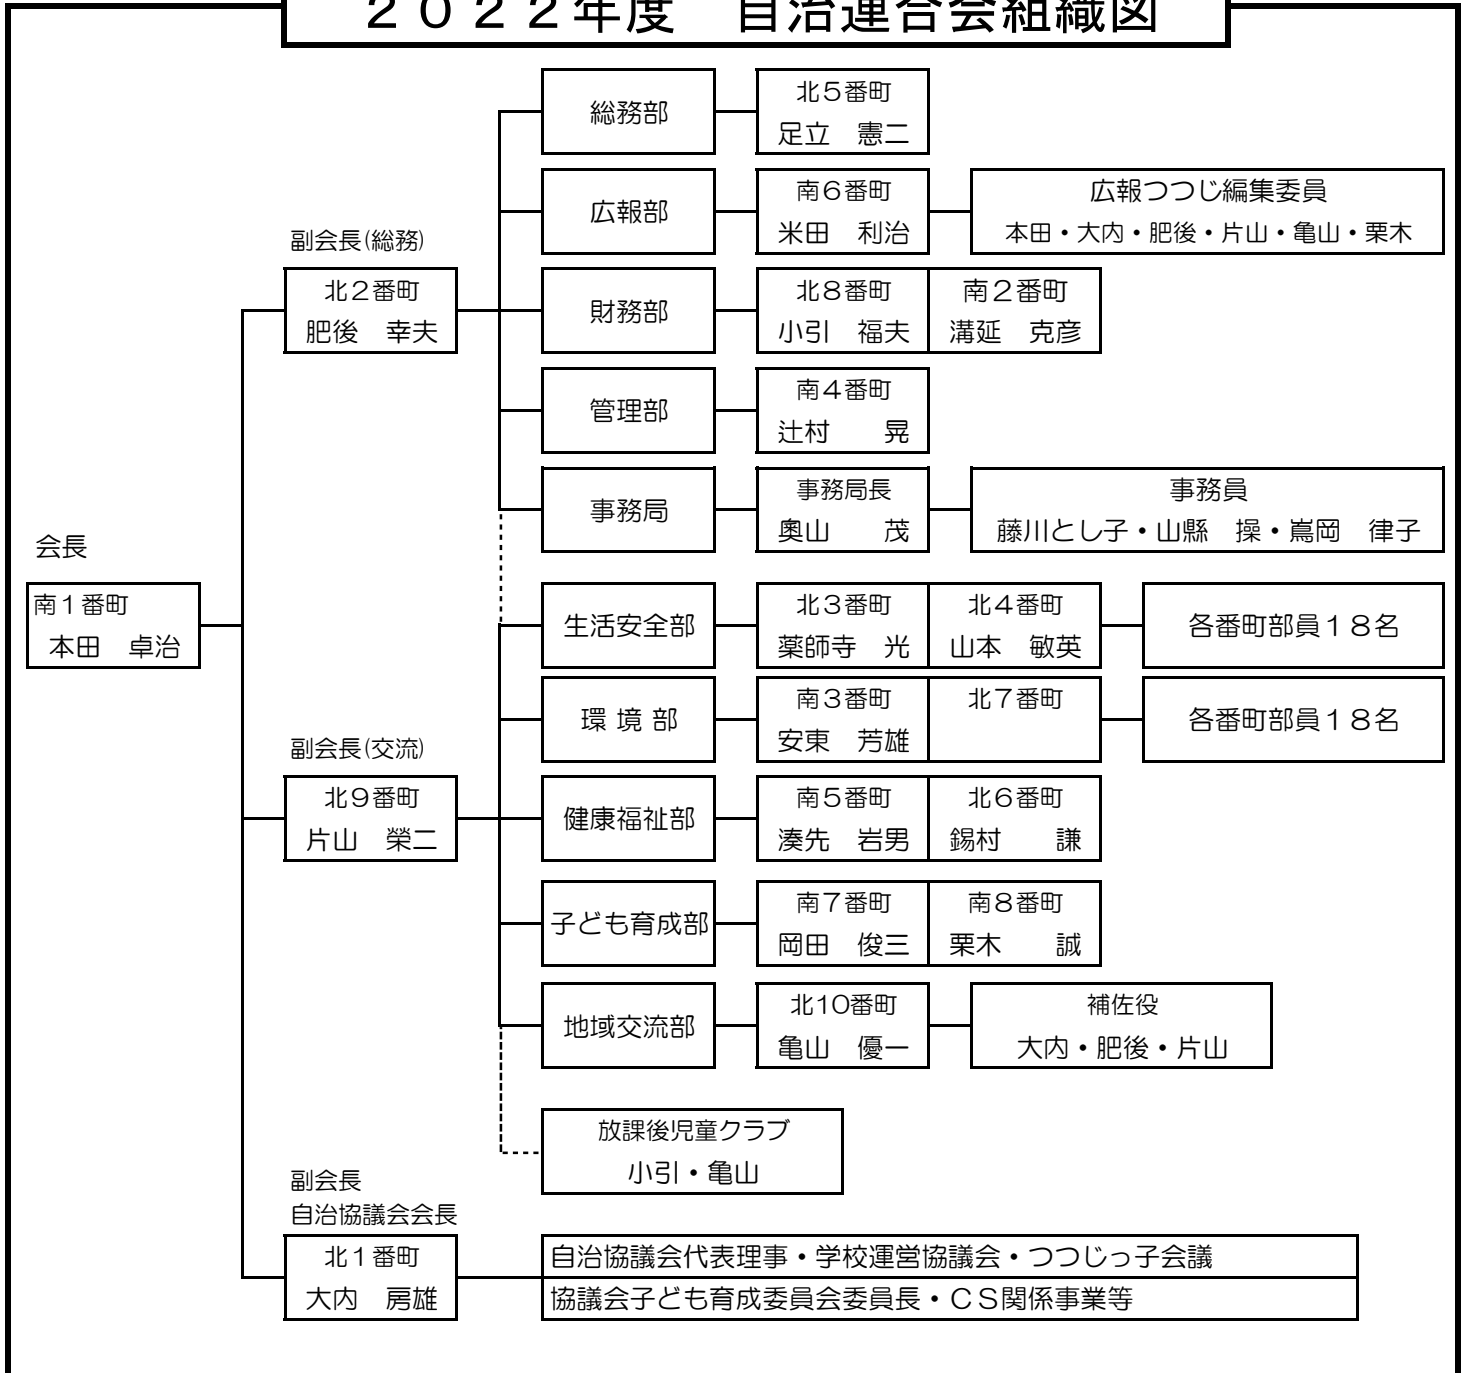 ２０２２年度　自治連合会組織図
総務部
北５番町
足立　憲二
広報部
南６番町
米田　利治
広報つつじ編集委員
本田・大内・肥後・片山・亀山・栗木
副会長(総務)
北２番町
肥後　幸夫
財務部
北８番町
小引　福夫
南２番町
溝延　克彦
管理部
南４番町
辻村　　晃
事務局
事務局長
奥山　　茂
事務員
藤川とし子・山縣　操・嶌岡　律子
会長
南１番町
本田　卓治
生活安全部
北３番町
薬師寺　光
北４番町
山本　敏英
各番町部員１８名
環 境 部
南３番町
安東　芳雄
北７番町
各番町部員１８名
副会長(交流)
北９番町
片山　榮二
健康福祉部
南５番町
湊先　岩男
北６番町
錫村　　謙
子ども育成部
南７番町
岡田　俊三
南８番町
栗木　　誠
地域交流部
北10番町
亀山　優一
補佐役
大内・肥後・片山
放課後児童クラブ
小引・亀山
副会長
自治協議会会長
北１番町
大内　房雄
自治協議会代表理事・学校運営協議会・つつじっ子会議
協議会子ども育成委員会委員長・ＣＳ関係事業等